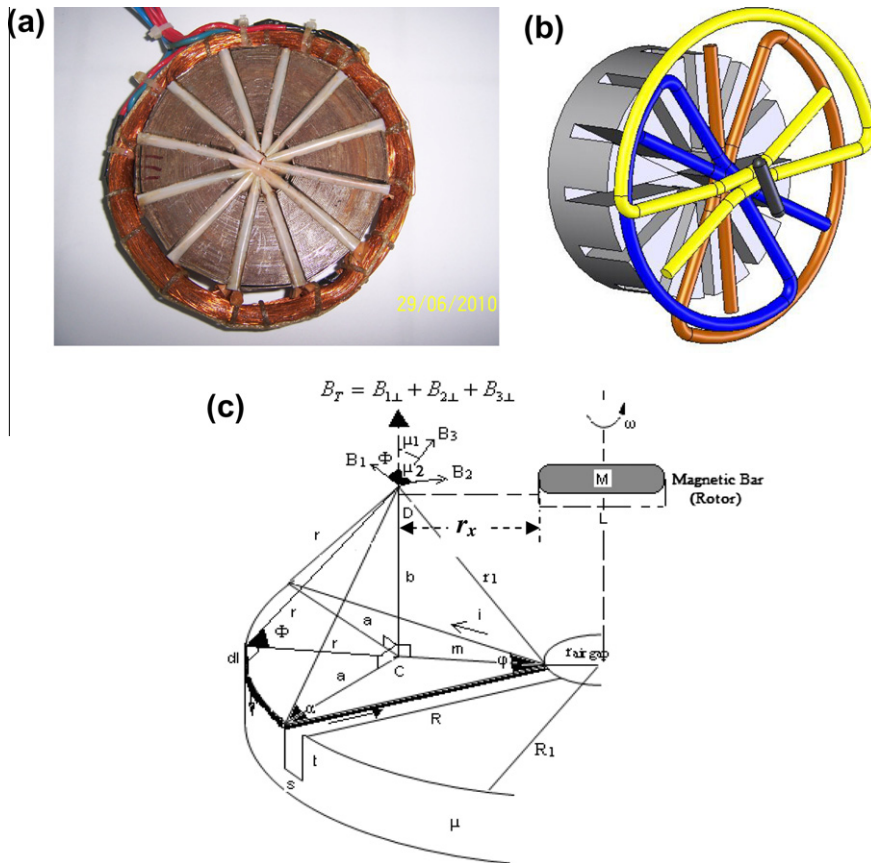 (a)
(b)
29/06/2010
(c)
B_T = B_1⊥ + B_2⊥ + B_3⊥
μ1
B3
ω
Φ
B1
μ2
B2
M
Magnetic Bar
(Rotor)
D
L
r_x
r
b
r1
r
a
i
Φ
r
m
φ
r air gap
dl
a
C
α
R
R1
t
s
μ